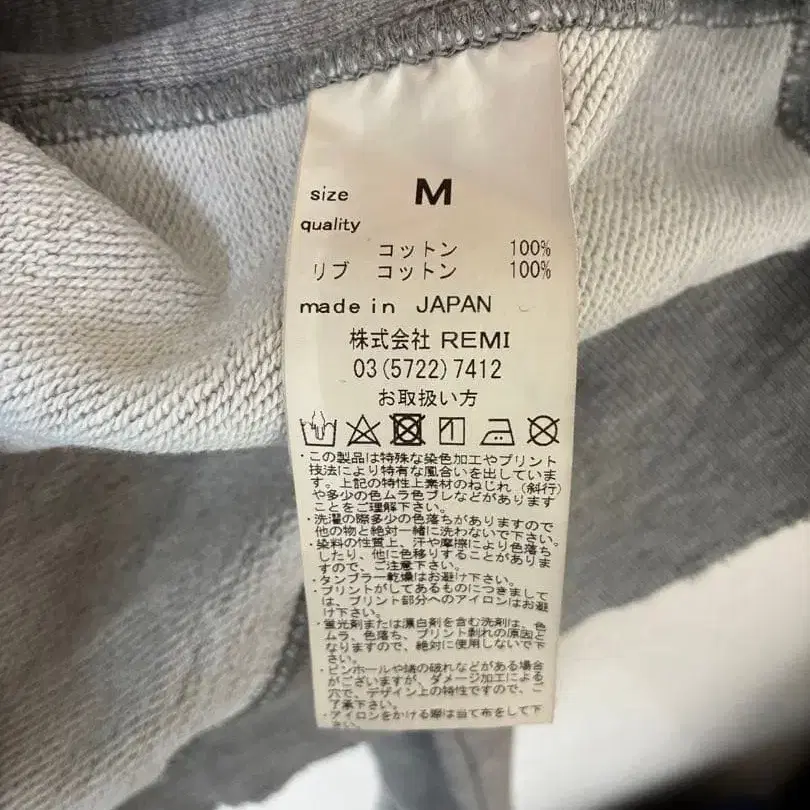 size M
quality
コットン 100%
リブ コットン 100%
made in JAPAN
株式会社 REMI
03(5722)7412
お取扱い方
・この製品は特殊な染色加工やプリント
技法により特有な風合いを出していま
す。上記の特性上素材のねじれ（斜行）
や多少の色ムラ色ブレなどがあります
ことをご理解下さい。
・洗濯の際多少の色落ちがありますので
他の物と絶対一緒に洗わないで下さい。
・染料の性質上、汗や摩擦により色落ち
したり、他に色移りすることがありま
すので、ご注意下さい。
・タンブラー乾燥はお避け下さい。
・プリントがしてあるものにつきまして
は、プリント部分へのアイロンはお避
け下さい。
・蛍光剤または漂白剤を含む洗剤は、色
ムラ、色落ち、プリント剥れの原因と
なりますので、絶対に使用しないで下
さい。
・ピンホールや端の破れなどがある場合
がございますが、ダメージ加工による
穴で、デザイン上の特性ですので、ご
了承下さい。
・アイロンをかける際は当て布をして下